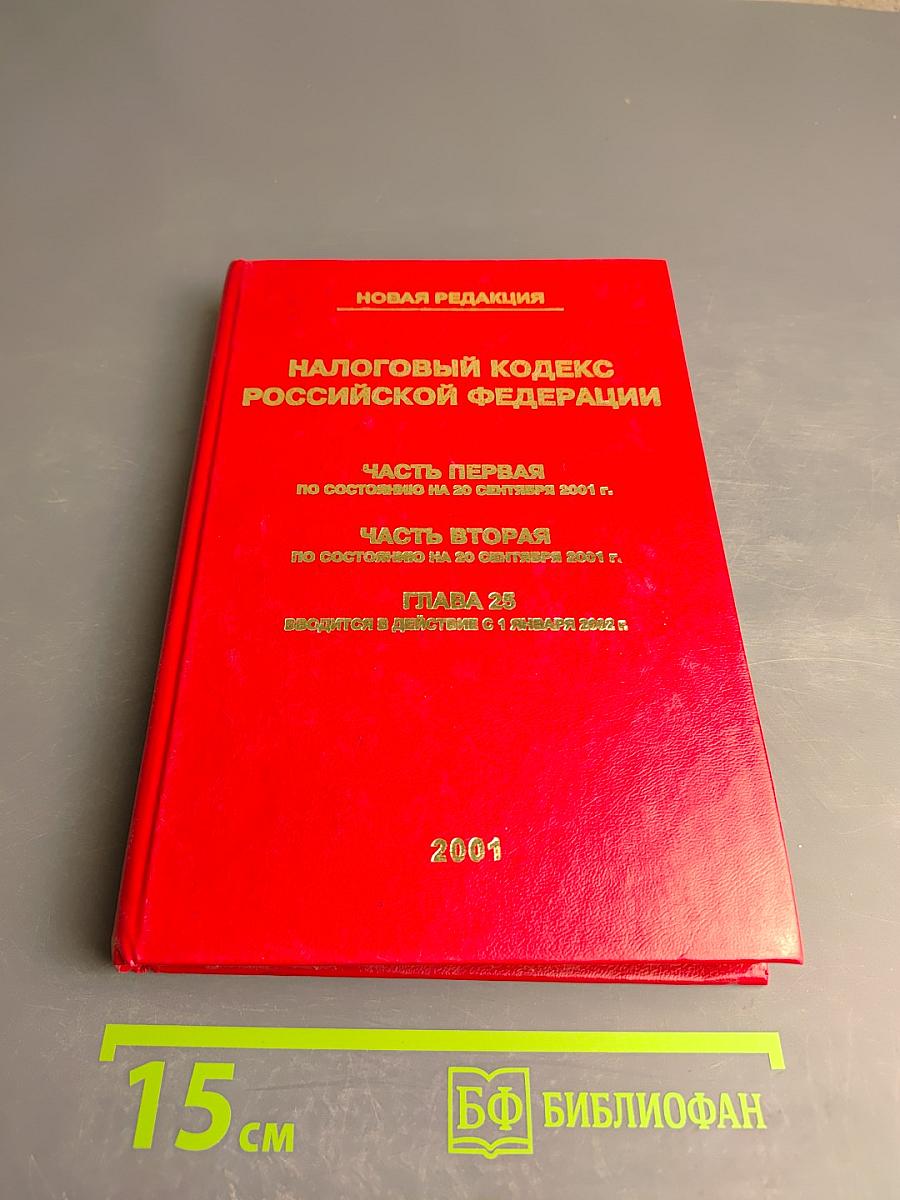 НОВАЯ РЕДАКЦИЯ
НАЛОГОВЫЙ КОДЕКС
РОССИЙСКОЙ ФЕДЕРАЦИИ
ЧАСТЬ ПЕРВАЯ
ПО СОСТОЯНИЮ НА 20 СЕНТЯБРЯ 2001 г.
ЧАСТЬ ВТОРАЯ
ПО СОСТОЯНИЮ НА 20 СЕНТЯБРЯ 2001 г.
ГЛАВА 25
ВВОДИТСЯ В ДЕЙСТВИЕ С 1 ЯНВАРЯ 2002 г.
2001
15 см
БФ БИБЛИОФАН